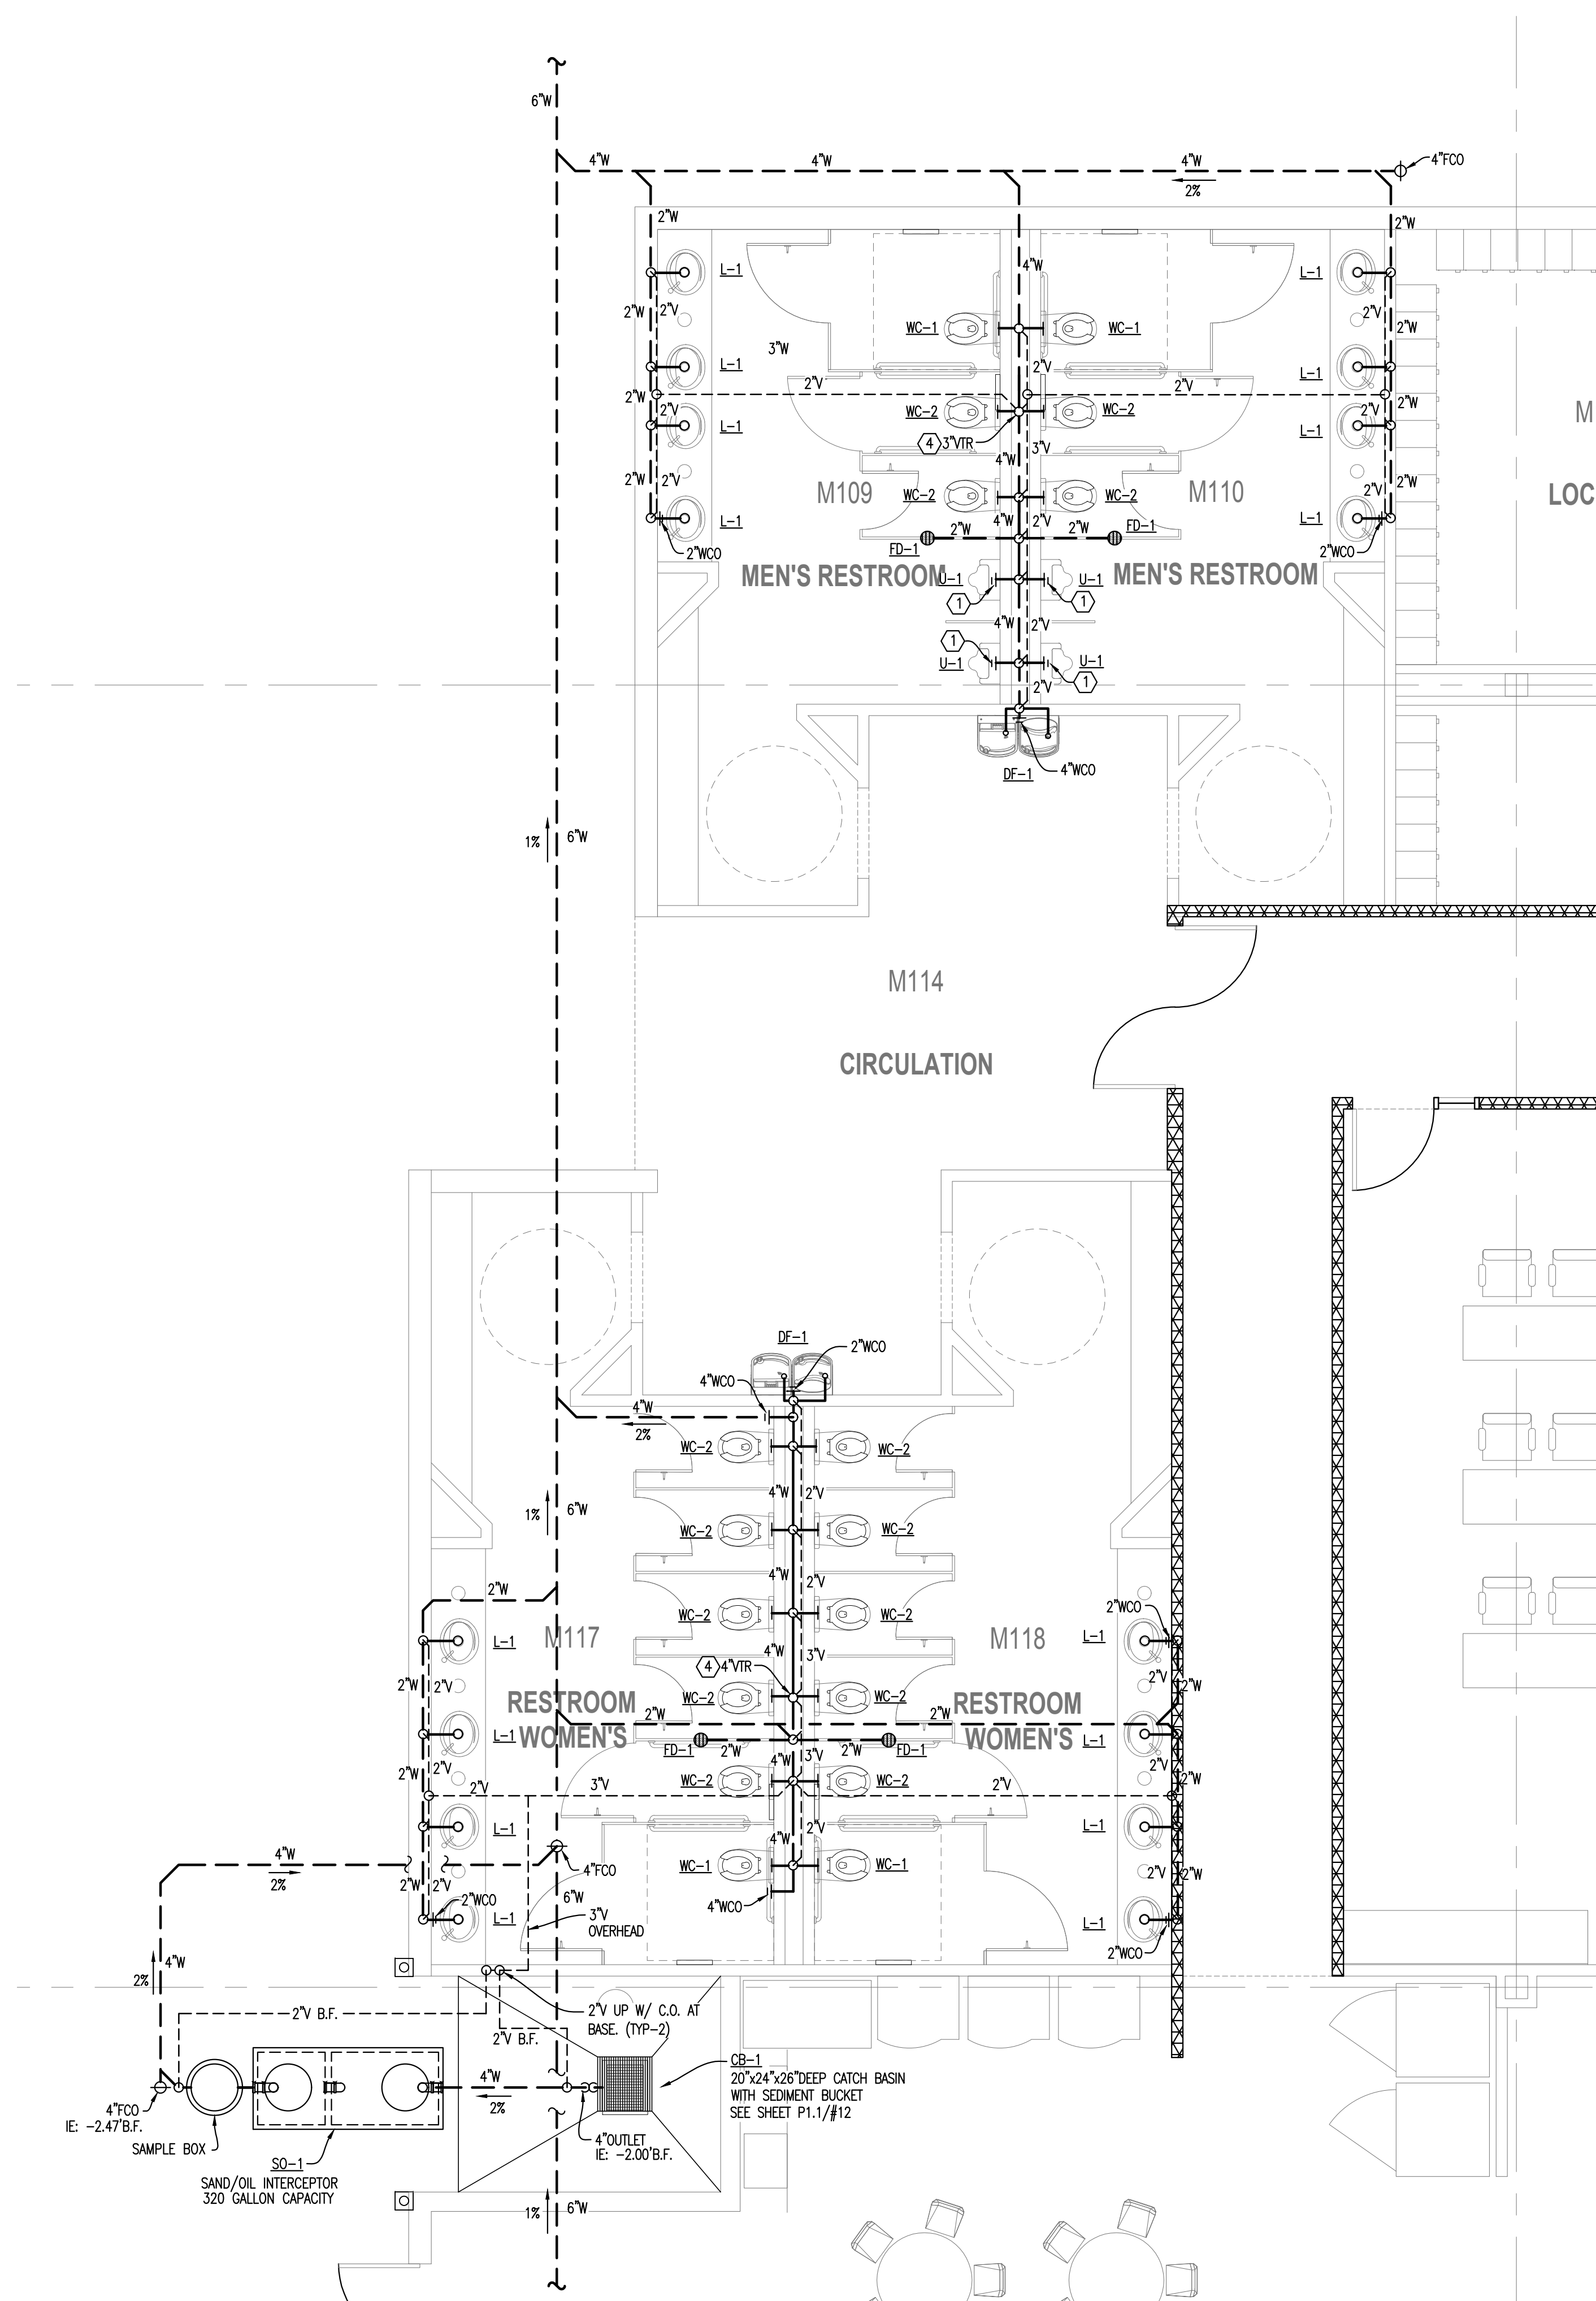 6"W
4"W
4"W
4"W
4"FCO
2%
2"W
2"W
4"W
L-1
L-1
2"W
2"V
2"V
2"W
WC-1
WC-1
3"W
L-1
L-1
2"V
2"V
2"V
2"W
2"V
2"V
2"W
WC-2
WC-2
L-1
L-1
4
3"VTR
3"V
4"W
2"W
2"V
M109
WC-2
WC-2
M110
2"V
2"W
M
LOC
L-1
L-1
2"W
4"W
2"V
2"W
FD-1
FD-1
2"WCO
2"WCO
MEN'S RESTROOM
MEN'S RESTROOM
U-1
U-1
1
1
4"W
2"V
1
U-1
U-1
1
2"V
DF-1
4"WCO
1%
6"W
M114
CIRCULATION
DF-1
2"WCO
4"WCO
4"W
2%
WC-2
WC-2
4"W
2"V
1%
6"W
WC-2
WC-2
4"W
2"V
2"W
WC-2
WC-2
2"WCO
L-1
M117
M118
L-1
4"W
3"V
4
4"VTR
2"W
2"V
2"V
2"W
WC-2
WC-2
RESTROOM
WOMEN'S
RESTROOM
WOMEN'S
2"W
2"W
L-1
L-1
FD-1
2"W
2"W
FD-1
4"W
3"V
2"W
2"V
2"V
2"W
WC-2
WC-2
2"V
3"V
2"V
L-1
L-1
4"W
2"V
4"W
2%
WC-1
WC-1
4"FCO
2"W
2"V
2"V
2"W
2"WCO
6"W
4"WCO
L-1
L-1
3"V
OVERHEAD
2"WCO
4"W
2%
2"V B.F.
2"V UP W/ C.O. AT
BASE. (TYP-2)
2"V B.F.
4"W
2%
CB-1
20"x24"x26"DEEP CATCH BASIN
WITH SEDIMENT BUCKET
SEE SHEET P1.1/#12
4"FCO
IE: -2.47'B.F.
SAMPLE BOX
4"OUTLET
IE: -2.00'B.F.
SO-1
SAND/OIL INTERCEPTOR
320 GALLON CAPACITY
1%
6"W